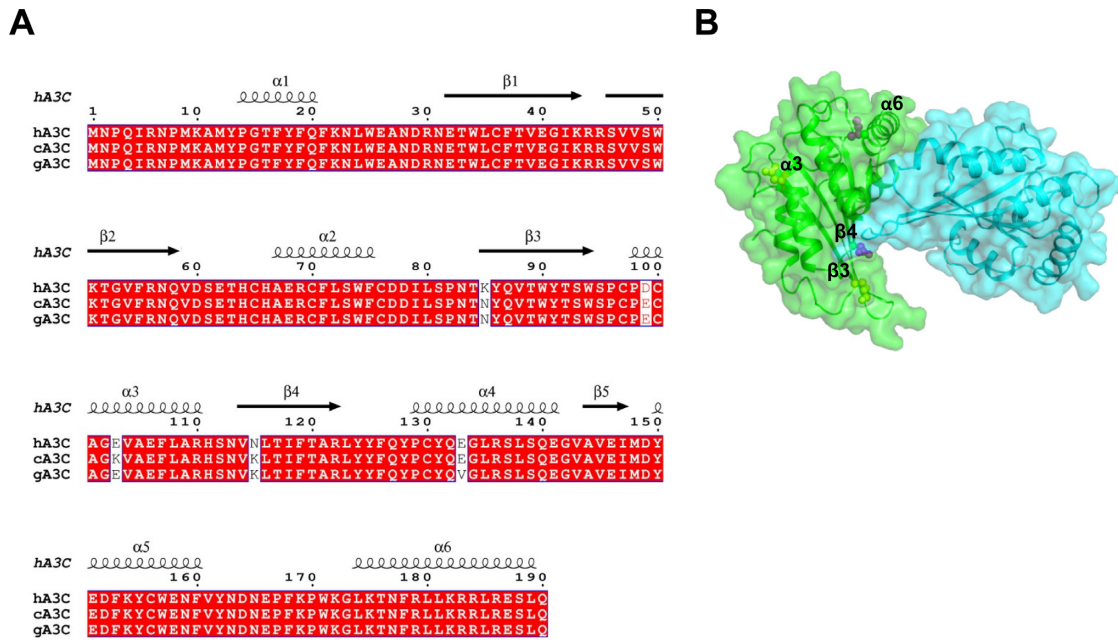 A
B
α1 β1
hA3C 1 10 20 30 40 50
hA3C MNPQIRNPMKAMYPGTFYFQFKNLWEANDRNETWLCFTVEGIKRRSVVSW
cA3C MNPQIRNPMKAMYPGTFYFQFKNLWEANDRNETWLCFTVEGIKRRSVVSW
gA3C MNPQIRNPMKAMYPGTFYFQFKNLWEANDRNETWLCFTVEGIKRRSVVSW
β2 α2 β3
hA3C 60 70 80 90 100
hA3C KTGVFRNQVDSETHCHAERCFLSWFCDDILSPNTKYQVTWYTSWSPCPDC
cA3C KTGVFRNQVDSETHCHAERCFLSWFCDDILSPNTNYQVTWYTSWSPCPEC
gA3C KTGVFRNQVDSETHCHAERCFLSWFCDDILSPNTNYQVTWYTSWSPCPEC
α3 β4 α4 β5
hA3C 110 120 130 140 150
hA3C AGEVAEFLARHSNVNLTIFTARLYYFQYPCYQEGLRSLSQEGVAVEIMDY
cA3C AGKVAEFLARHSNVKLTIFTARLYYFQYPCYQEGLRSLSQEGVAVEIMDY
gA3C AGEVAEFLARHSNVKLTIFTARLYYFQYPCYQVGLRSLSQEGVAVEIMDY
α5 α6
hA3C 160 170 180 190
hA3C EDFKYCWENFVYNDNEPFKPWKGLKTNFRLLKRRLRESLQ
cA3C EDFKYCWENFVYNDNEPFKPWKGLKTNFRLLKRRLRESLQ
gA3C EDFKYCWENFVYNDNEPFKPWKGLKTNFRLLKRRLRESLQ
α6
α3
β4
β3